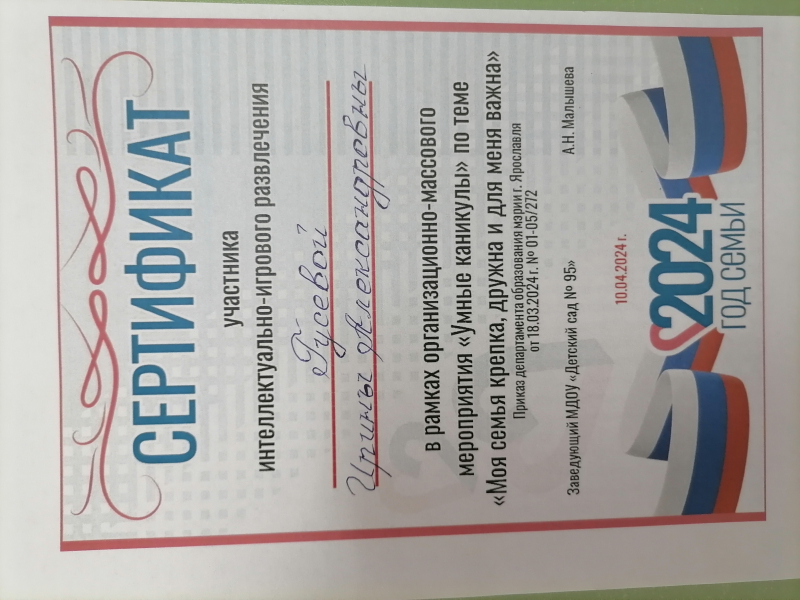 СЕРТИФИКАТ
участника
интеллектуально-игрового развлечения
Гусевой
Ирины Александровны
в рамках организационно-массового
мероприятия «Умные каникулы» по теме
«Моя семья крепка, дружна и для меня важна»
Приказ департамента образования мэрии г. Ярославля
от 18.03.2024 г. № 01-05/272
Заведующий МДОУ «Детский сад № 95» А.Н. Малышева
10.04.2024 г.
2024
ГОД СЕМЬИ